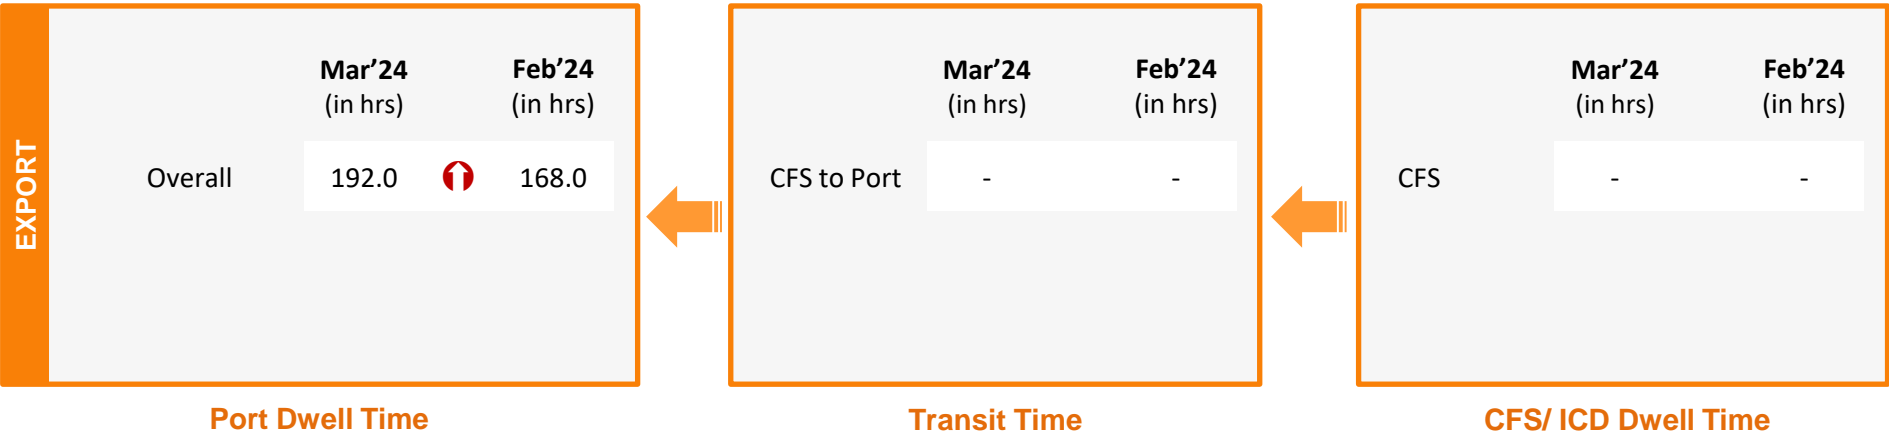 EXPORT
Mar’24 Feb’24
(in hrs) (in hrs)
Overall 192.0 168.0
Port Dwell Time
Mar’24 Feb’24
(in hrs) (in hrs)
CFS to Port - -
Transit Time
Mar’24 Feb’24
(in hrs) (in hrs)
CFS - -
CFS/ ICD Dwell Time